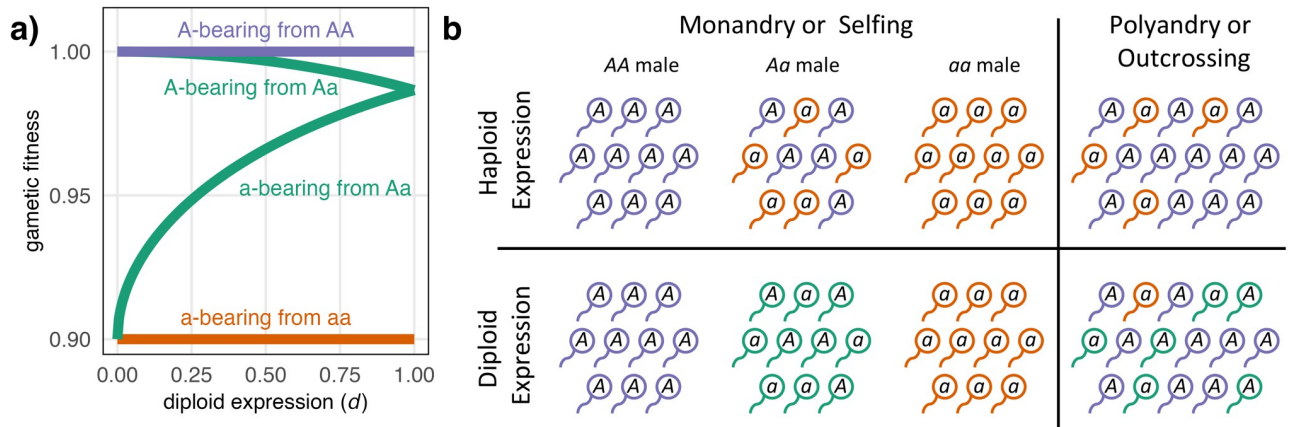 a)
A-bearing from AA
A-bearing from Aa
a-bearing from Aa
a-bearing from aa
gametic fitness
1.00
0.95
0.90
0.00 0.25 0.50 0.75 1.00
diploid expression (d)
b
Monandry or Selfing
Polyandry or
Outcrossing
AA male Aa male aa male
Haploid
Expression
A A A A a A a a a A a A a A
A A A A a A A a a a a a a A A A A A
A A A a a A a a a A a A A A
Diploid
Expression
A A A A a A a a a A a A a A
A A A A a A A a a a a a a A A A A A
A A A a a A a a a A a A A A